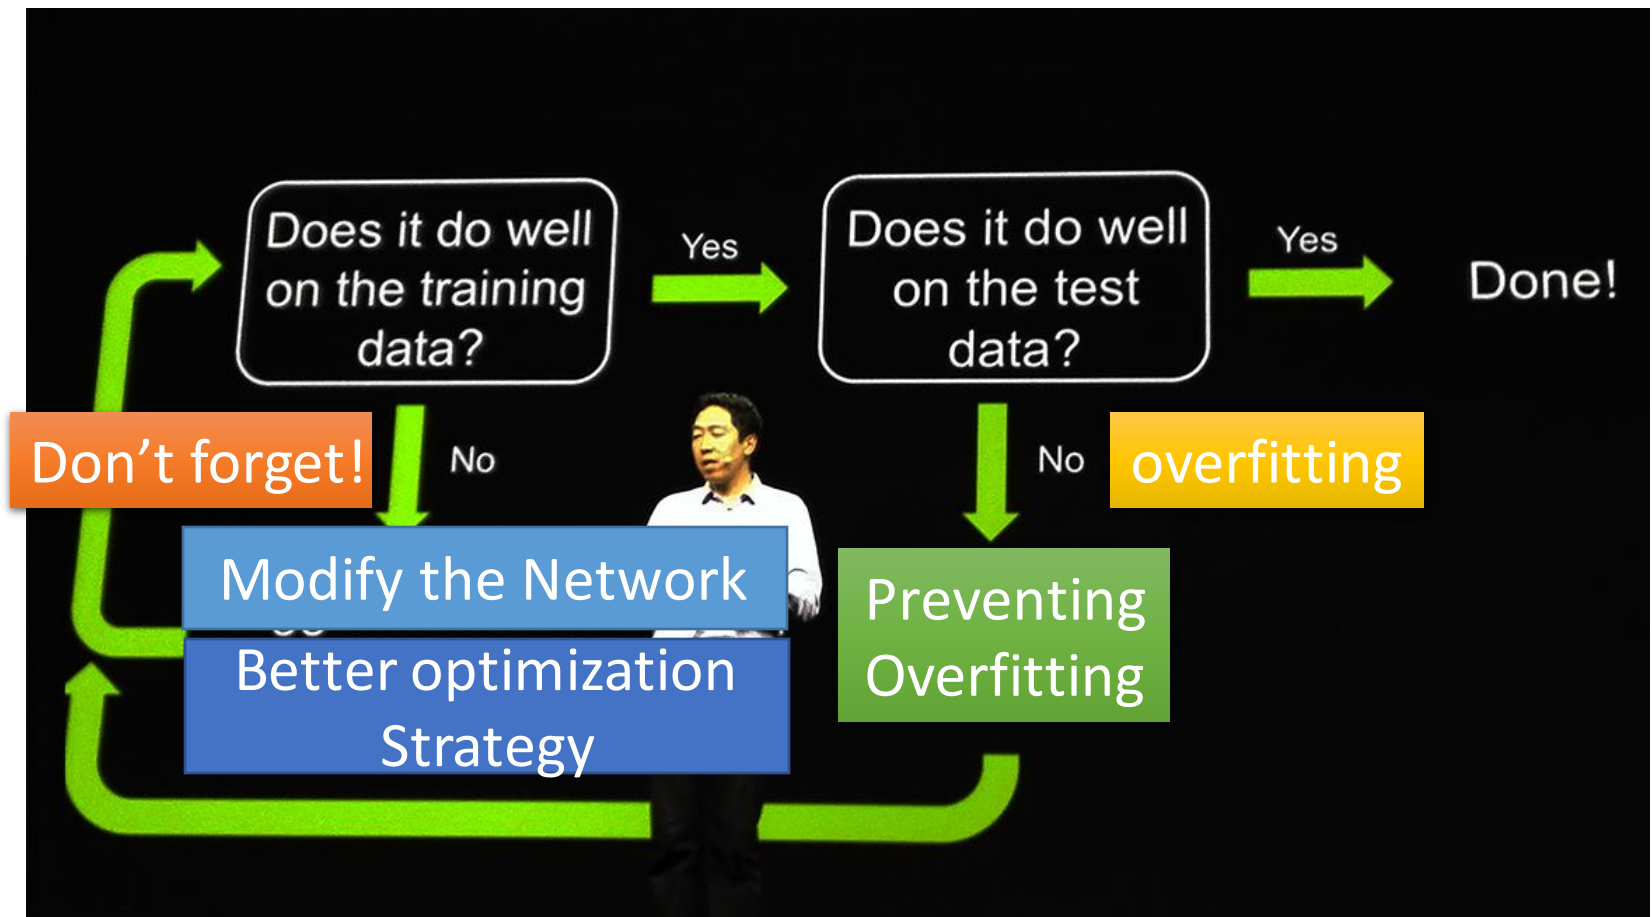 Does it do well
on the training
data?
Yes
Does it do well
on the test
data?
Yes
Done!
Don't forget!
No
No
overfitting
Modify the Network
Better optimization
Strategy
Preventing
Overfitting